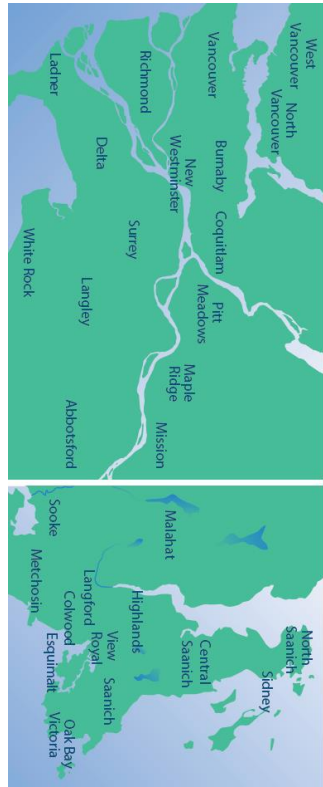 West
Vancouver
North
Vancouver
Vancouver
Burnaby
Coquitlam
Pitt
Meadows
Maple
Ridge
Mission
Richmond
New
Westminster
Ladner
Delta
Surrey
Langley
White Rock
Abbotsford
North
Saanich
Sidney
Central
Saanich
Malahat
Highlands
Saanich
View
Royal
Langford
Colwood
Esquimalt
Oak Bay
Victoria
Sooke
Metchosin